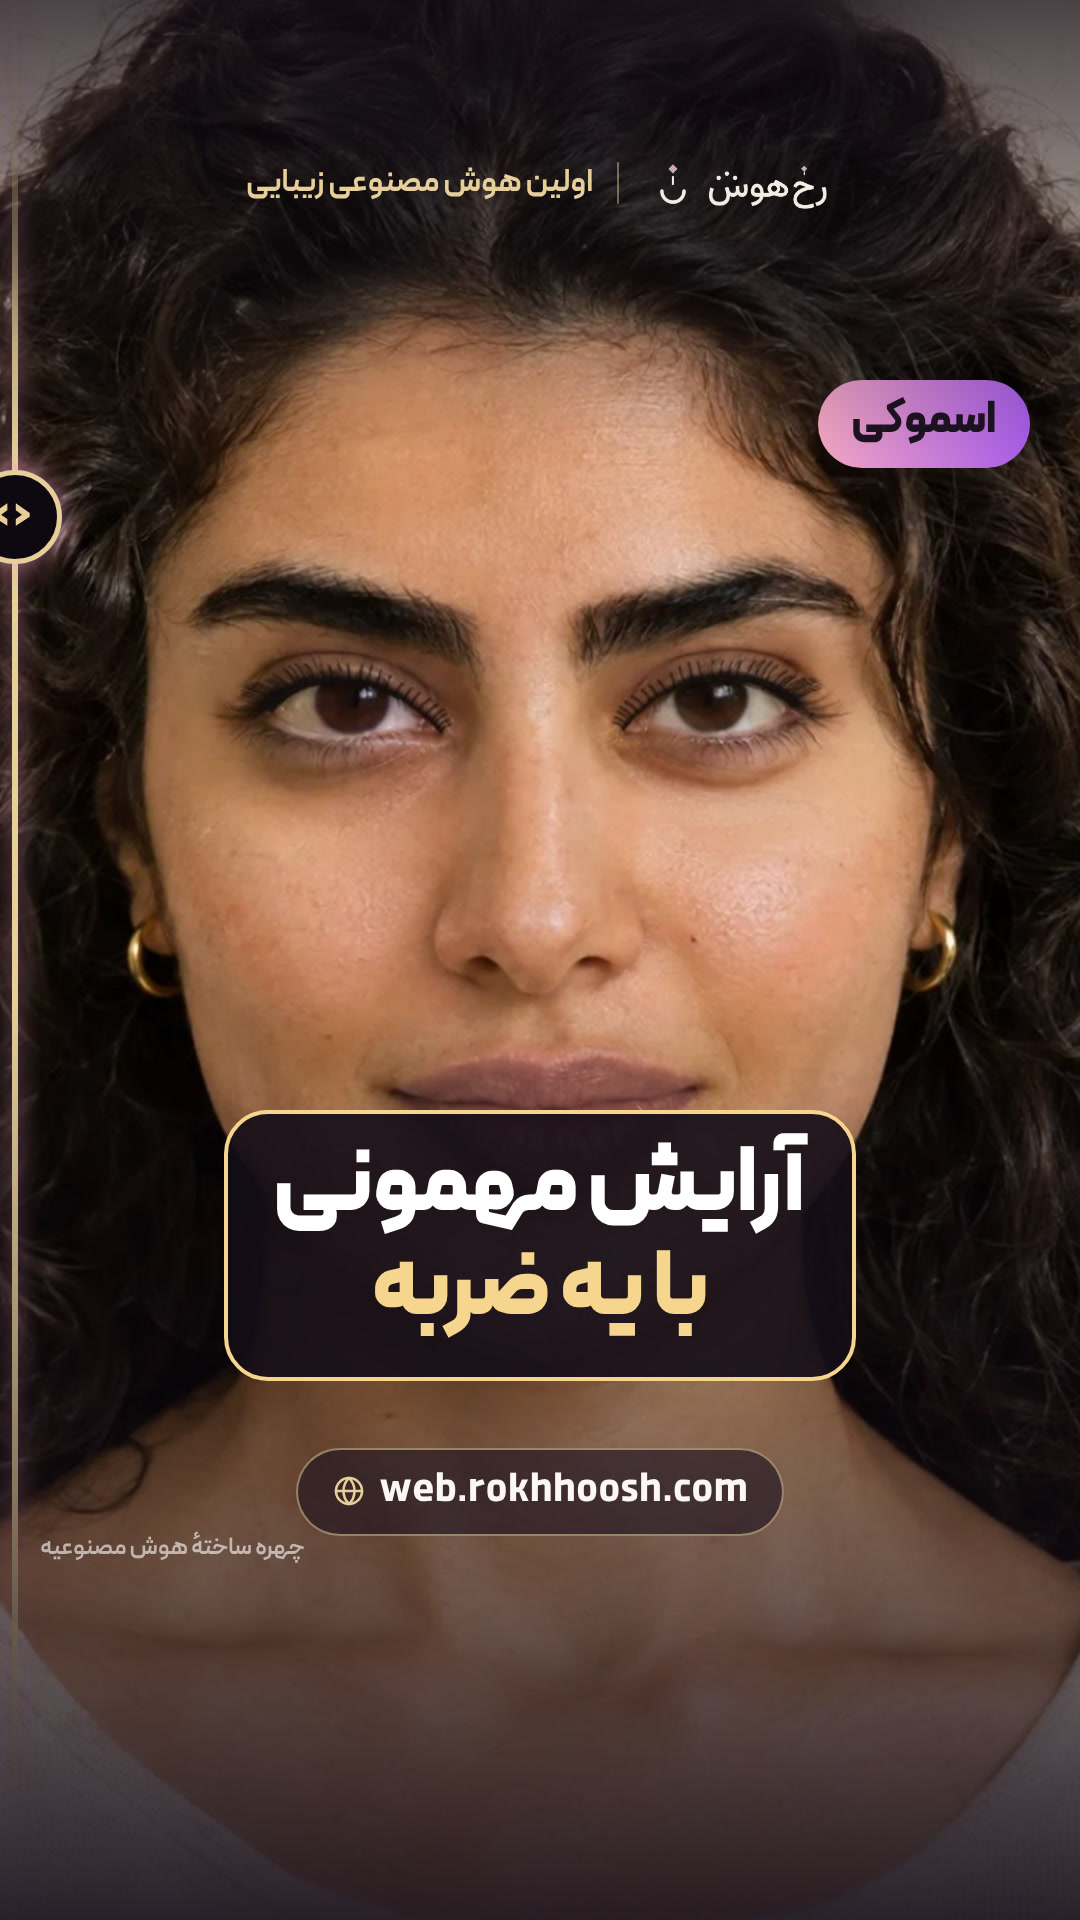 رخ هوش | اولین هوش مصنوعی زیبایی
اسموکی
آرایش مهمونی
با یه ضربه
web.rokhhoosh.com
چهره ساختهٔ هوش مصنوعیه